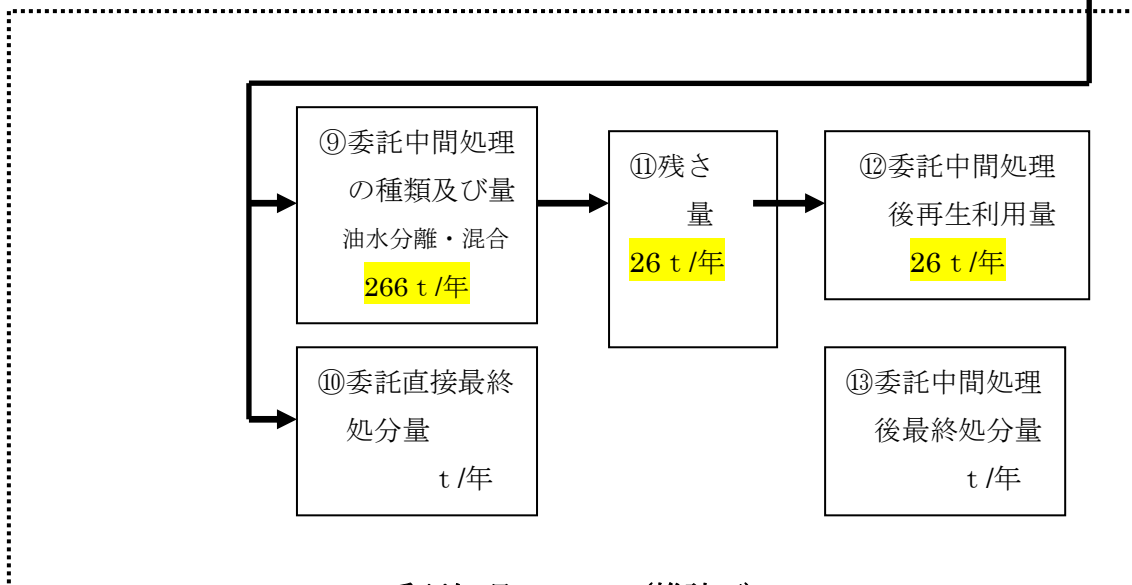 ⑨委託中間処理
の種類及び量
油水分離・混合
266ｔ/年
⑪残さ
量
26ｔ/年
⑫委託中間処理
後再生利用量
26ｔ/年
⑩委託直接最終
処分量
ｔ/年
⑬委託中間処理
後最終処分量
ｔ/年